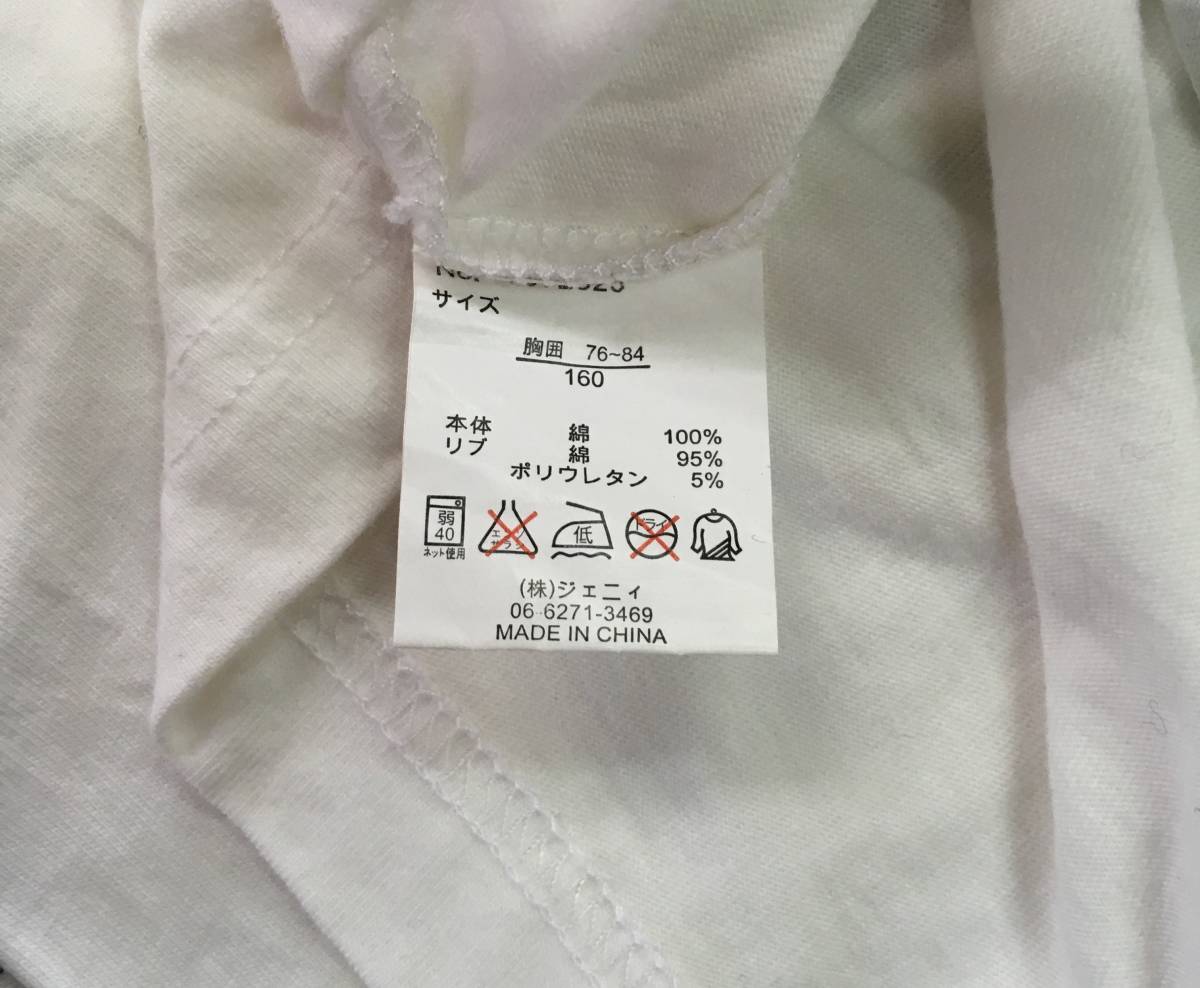 サイズ
胸囲 76~84
160
本体 綿 100%
リブ 綿 95%
ポリウレタン 5%
弱
40
ネット使用
低
ドライ
(株)ジェニィ
06-6271-3469
MADE IN CHINA